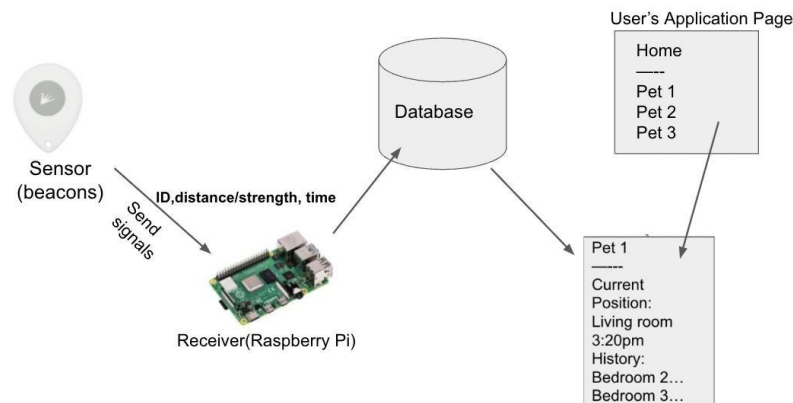 User's Application Page
Home
—--
Pet 1
Pet 2
Pet 3
Database
Sensor
(beacons)
ID,distance/strength, time
Send
signals
Receiver(Raspberry Pi)
Pet 1
—---
Current
Position:
Living room
3:20pm
History:
Bedroom 2…
Bedroom 3…